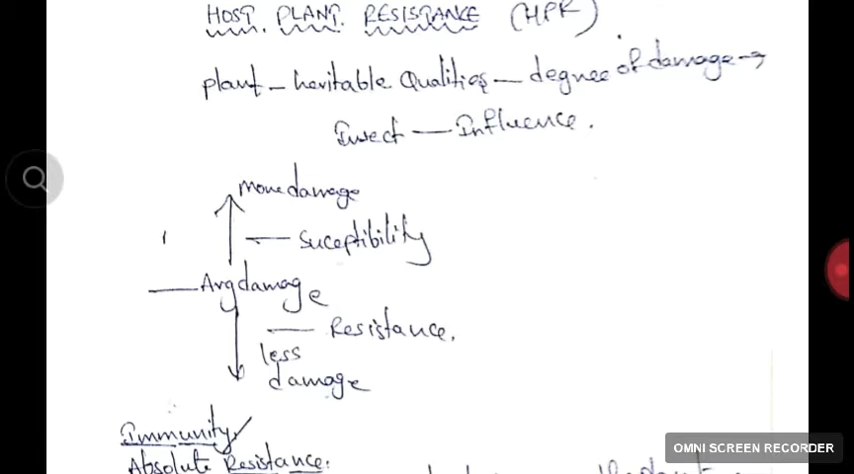 HOST. PLANT. RESISTANCE (HPR)
plant - heritable Qualities - degree of damage →
Insect - Influence.
More damage
- Suceptibility
- Avg damage
- Resistance.
less
damage
Immunity/
Absolute Resistance.
OMNI SCREEN RECORDER